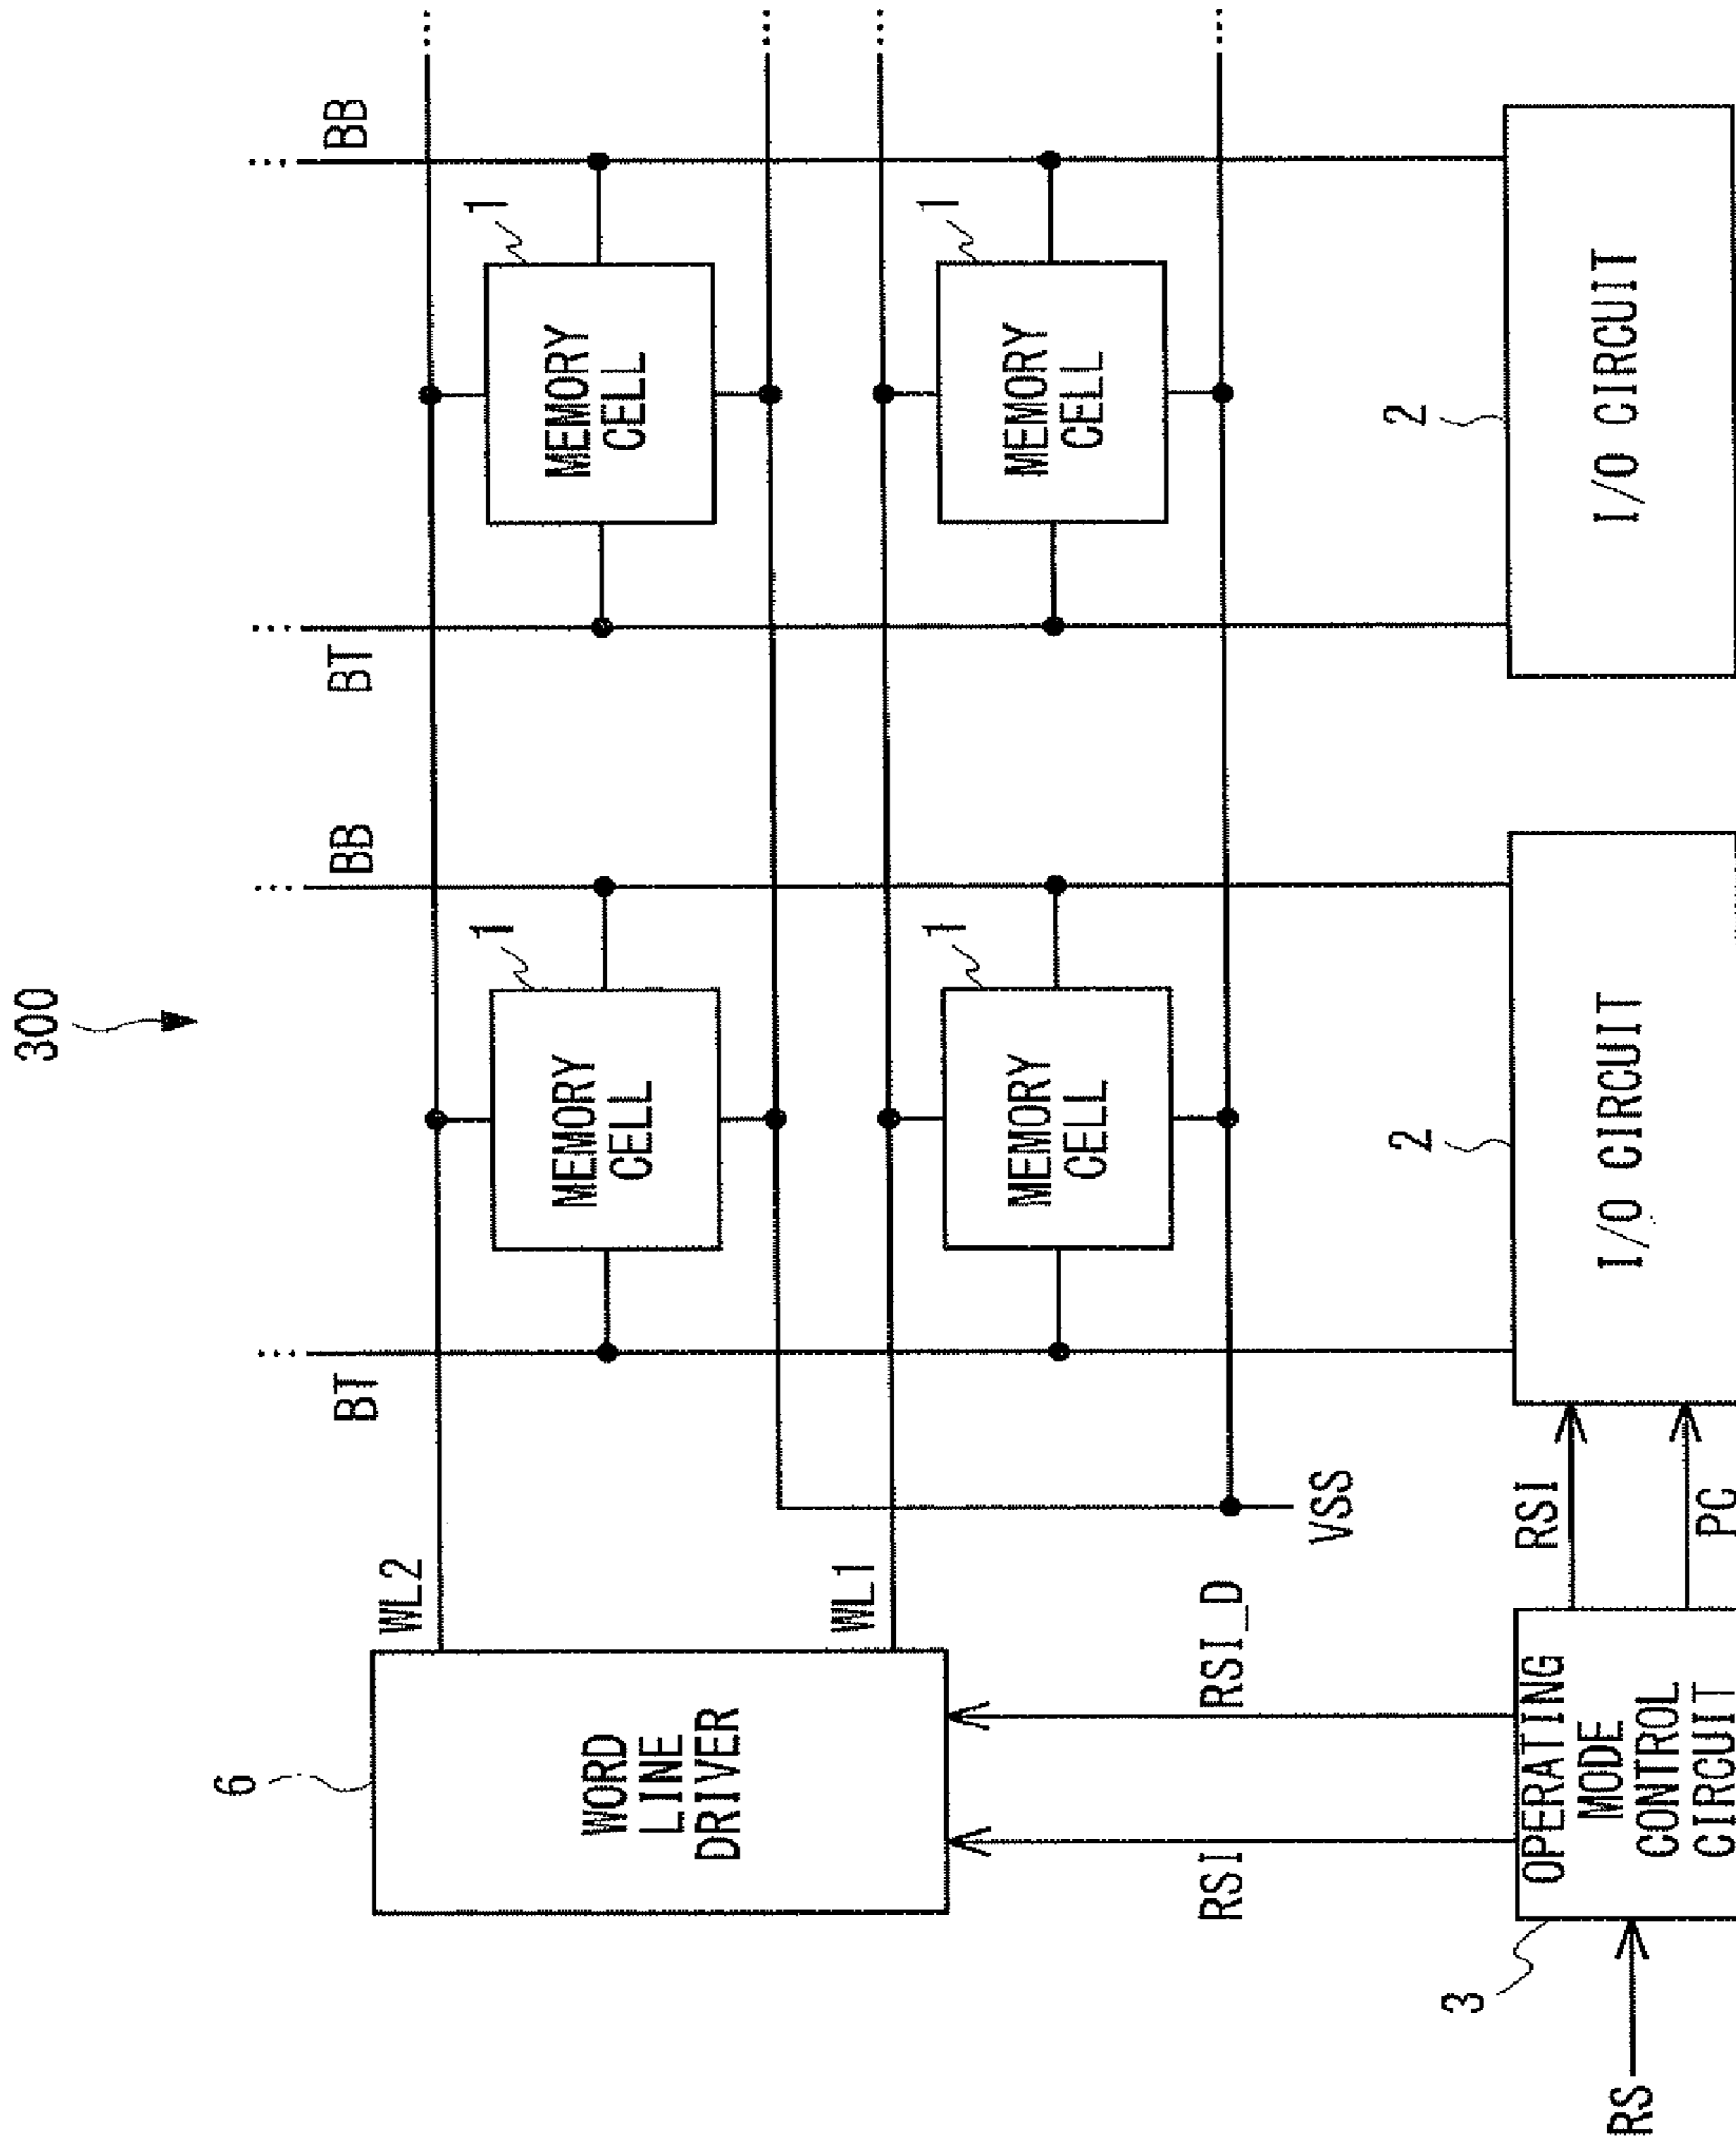 300
BT
BB
BT
BB
6
WL2
1
1
WORD
LINE
DRIVER
MEMORY
CELL
MEMORY
CELL
WL1
1
1
MEMORY
CELL
MEMORY
CELL
RSI
RSI_D
VSS
3
2
2
RS
OPERATING
MODE
CONTROL
CIRCUIT
RSI
PC
I/O CIRCUIT
I/O CIRCUIT